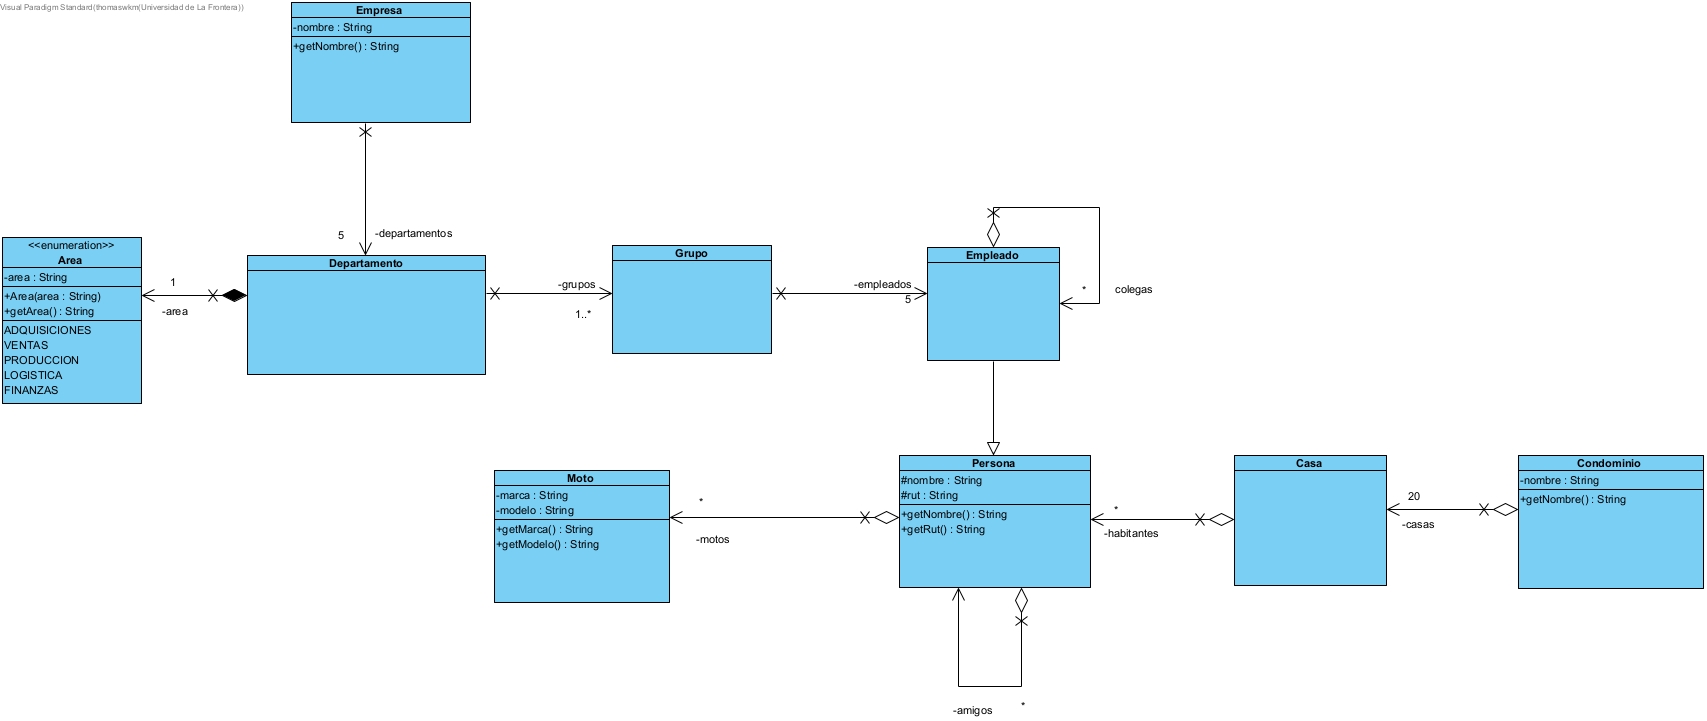 Visual Paradigm Standard(thomaswkm(Universidad de La Frontera))
Empresa
-nombre : String
+getNombre() : String
5
-departamentos
<<enumeration>>
Area
-area : String
+Area(area : String)
+getArea() : String
ADQUISICIONES
VENTAS
PRODUCCION
LOGISTICA
FINANZAS
1
-area
Departamento
-grupos
1..*
Grupo
-empleados
5
Empleado
*
colegas
Moto
-marca : String
-modelo : String
+getMarca() : String
+getModelo() : String
*
-motos
Persona
#nombre : String
#rut : String
+getNombre() : String
+getRut() : String
*
-habitantes
Casa
20
-casas
Condominio
-nombre : String
+getNombre() : String
-amigos
*